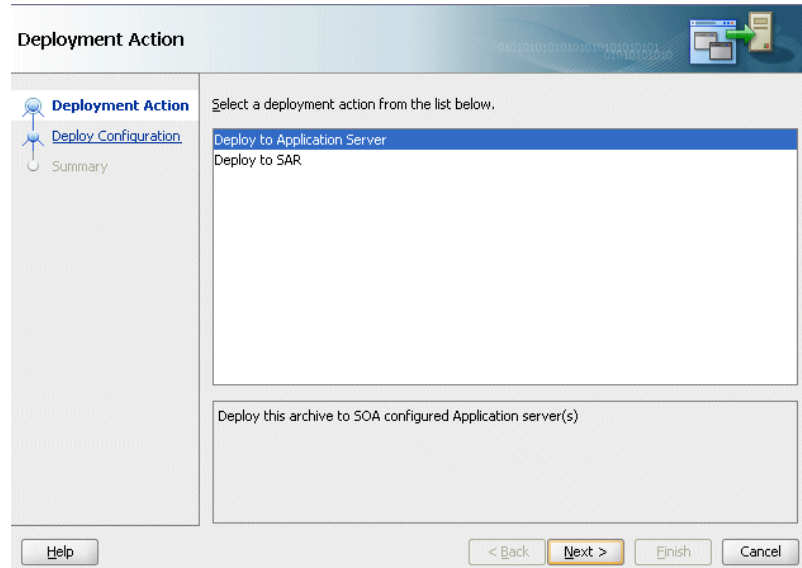 Deployment Action
Deployment Action
Deploy Configuration
Summary
Select a deployment action from the list below.
Deploy to Application Server
Deploy to SAR
Deploy this archive to SOA configured Application server(s)
Help
< Back
Next >
Finish
Cancel